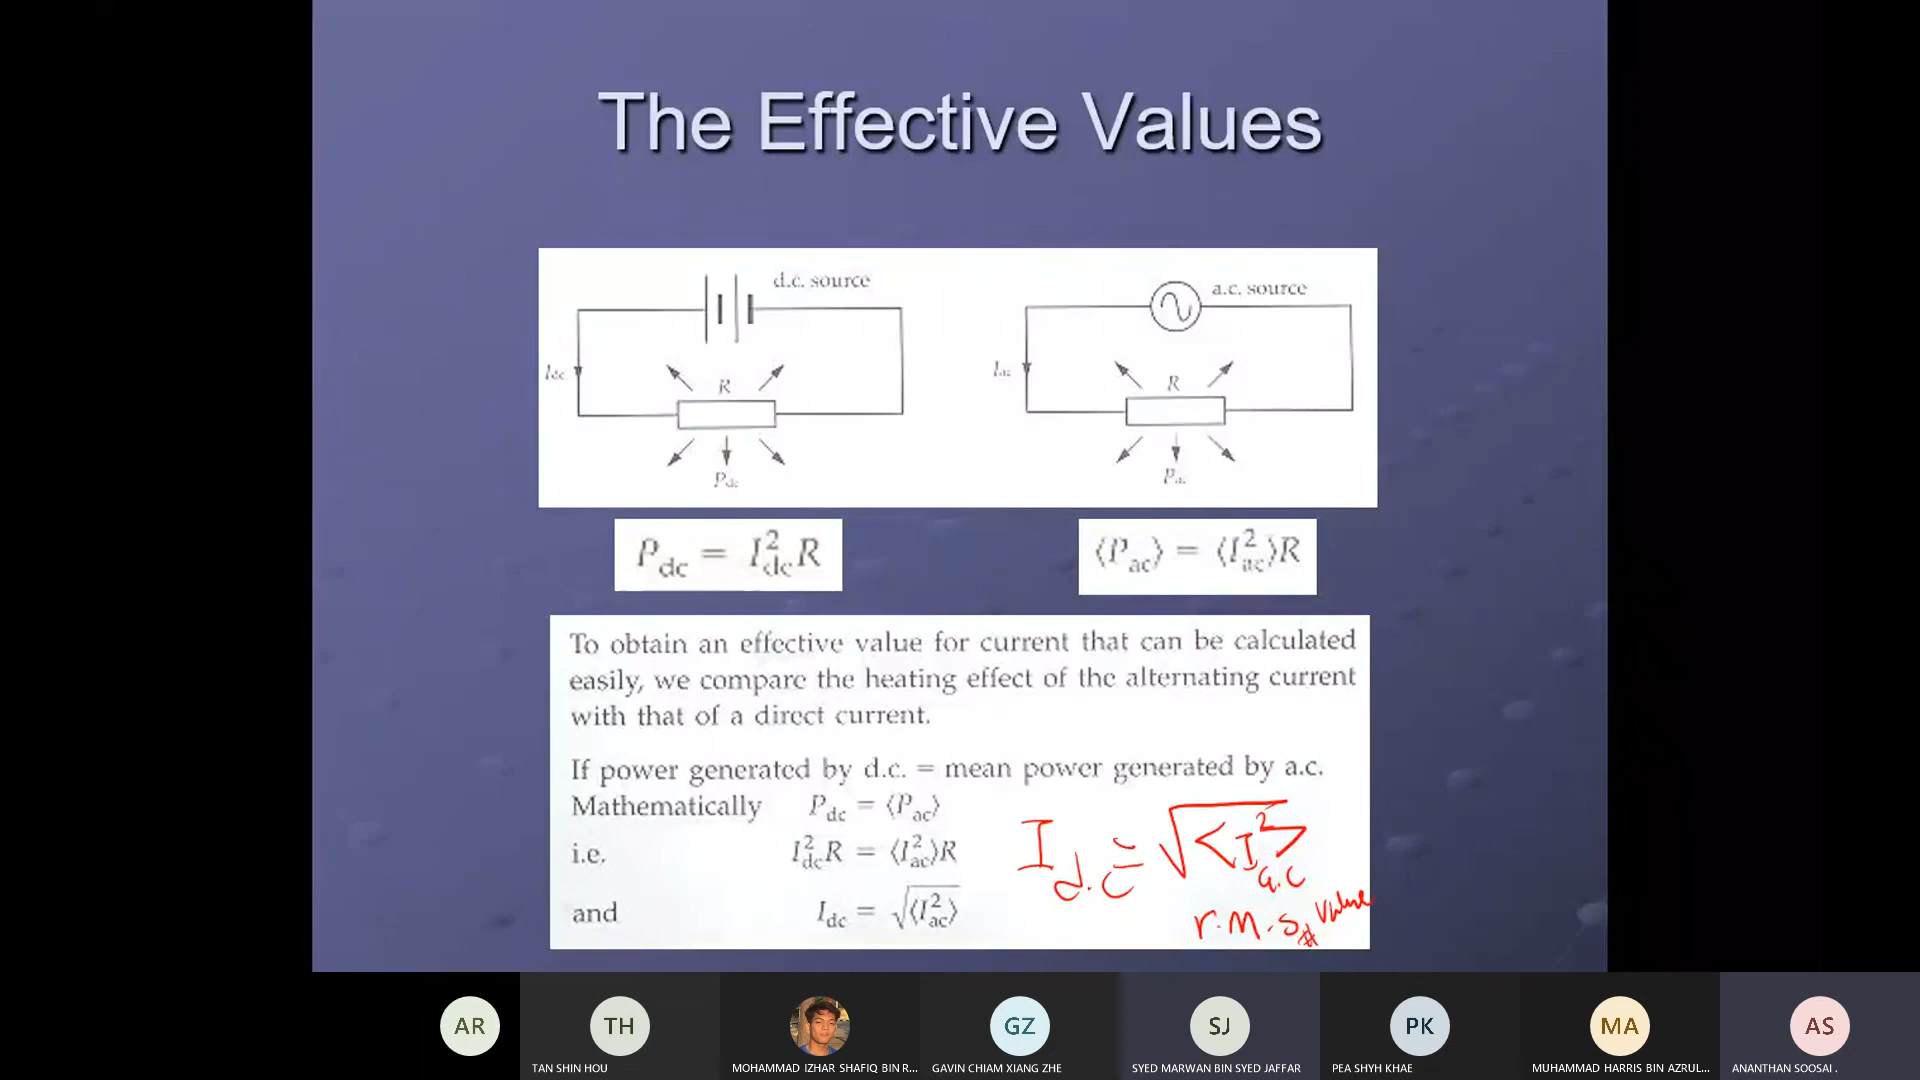 The Effective Values
d.c. source
a.c. source
I_dc
R
P_dc
I_ac
R
P_ac
P_dc = I²_dc R
⟨P_ac⟩ = ⟨I²_ac⟩R
To obtain an effective value for current that can be calculated
easily, we compare the heating effect of the alternating current
with that of a direct current.
If power generated by d.c. = mean power generated by a.c.
Mathematically P_dc = ⟨P_ac⟩
i.e. I²_dc R = ⟨I²_ac⟩R
and I_dc = √⟨I²_ac⟩
I_d.c = √<I²_a.c>
r.m.s value
#
AR
TH
GZ
SJ
PK
MA
AS
TAN SHIN HOU
MOHAMMAD IZHAR SHAFIQ BIN R...
GAVIN CHIAM XIANG ZHE
SYED MARWAN BIN SYED JAFFAR
PEA SHYH KHAE
MUHAMMAD HARRIS BIN AZRUL...
ANANTHAN SOOSAI .